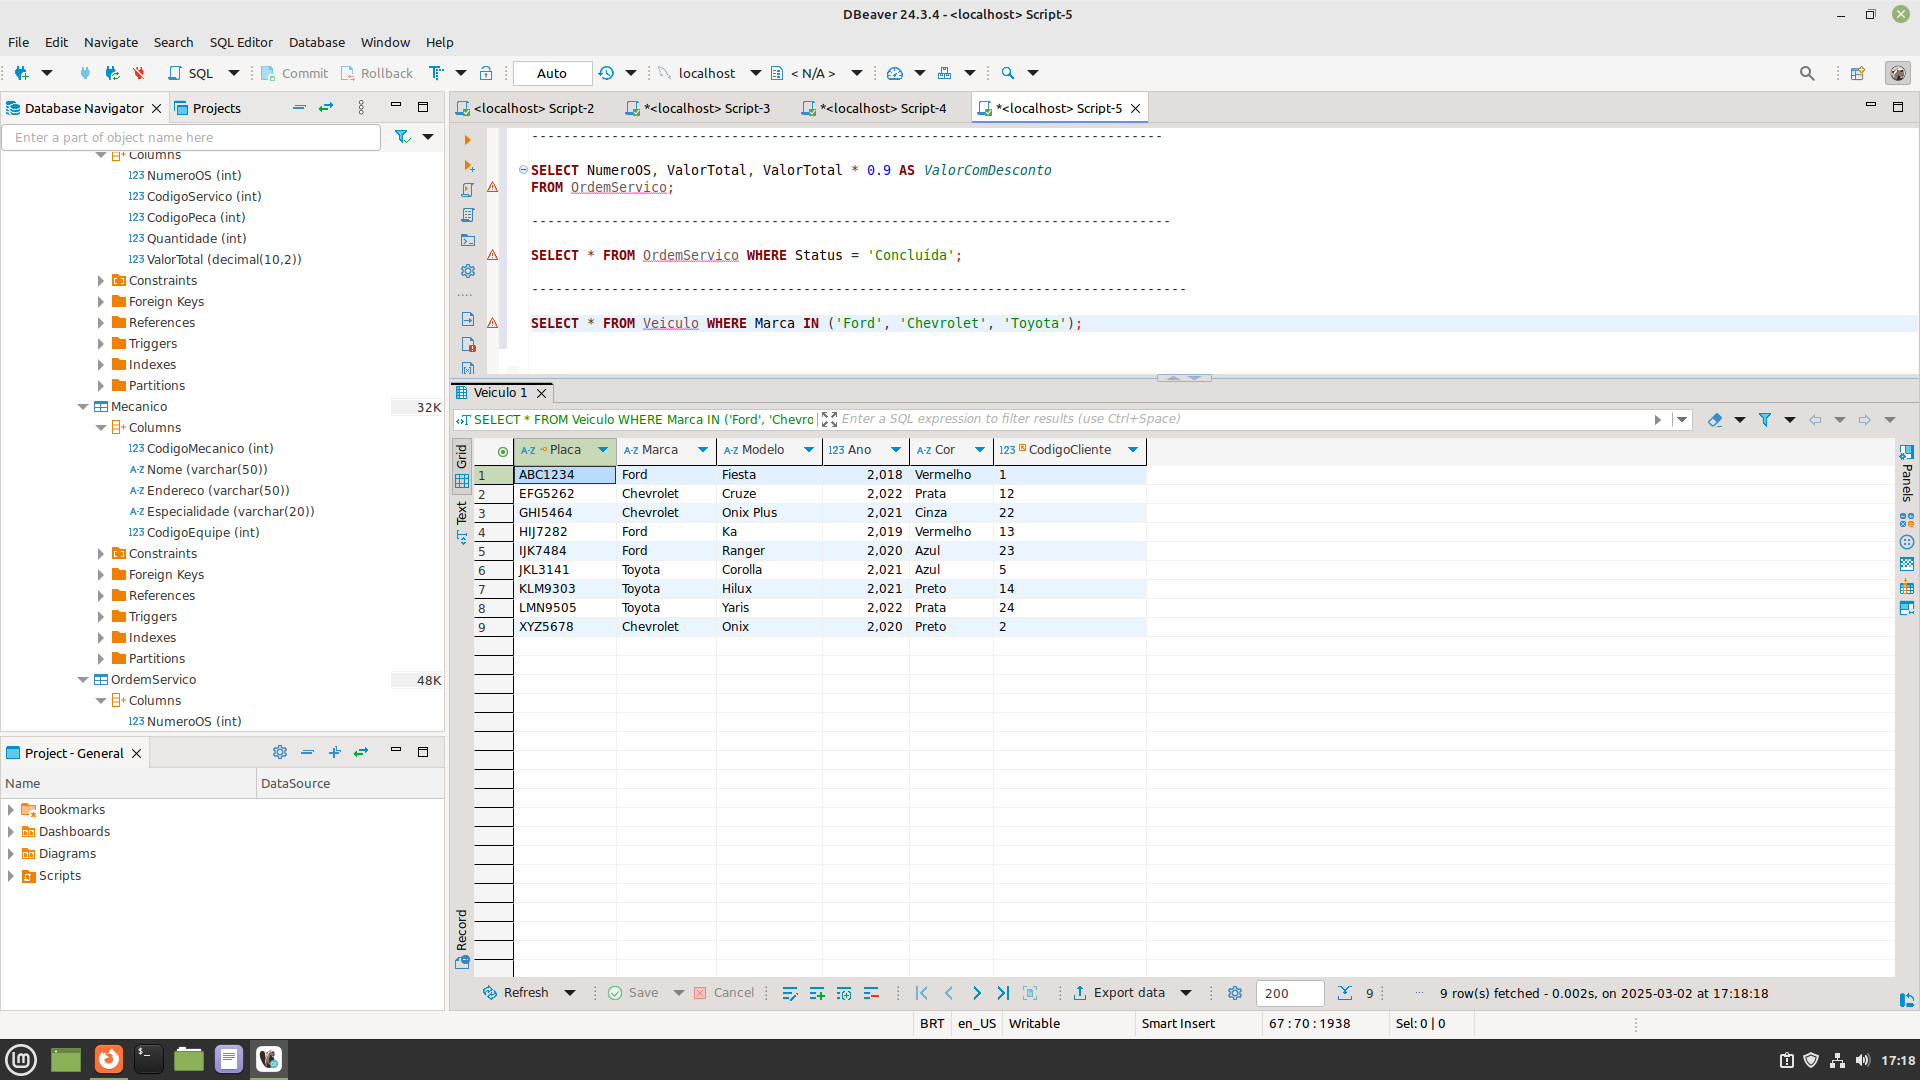 DBeaver 24.3.4 - <localhost> Script-5
File Edit Navigate Search SQL Editor Database Window Help
SQL Commit Rollback Auto localhost < N/A >
Database Navigator Projects
Enter a part of object name here
Columns
123 NumeroOS (int)
123 CodigoServico (int)
123 CodigoPeca (int)
123 Quantidade (int)
123 ValorTotal (decimal(10,2))
Constraints
Foreign Keys
References
Triggers
Indexes
Partitions
Mecanico 32K
Columns
123 CodigoMecanico (int)
A-Z Nome (varchar(50))
A-Z Endereco (varchar(50))
A-Z Especialidade (varchar(20))
123 CodigoEquipe (int)
Constraints
Foreign Keys
References
Triggers
Indexes
Partitions
OrdemServico 48K
Columns
123 NumeroOS (int)
Project - General
Name DataSource
Bookmarks
Dashboards
Diagrams
Scripts
<localhost> Script-2 *<localhost> Script-3 *<localhost> Script-4 *<localhost> Script-5
-------------------------------------------------------------------------------
SELECT NumeroOS, ValorTotal, ValorTotal * 0.9 AS ValorComDesconto
FROM OrdemServico;
--------------------------------------------------------------------------------
SELECT * FROM OrdemServico WHERE Status = 'Concluída';
----------------------------------------------------------------------------------
SELECT * FROM Veiculo WHERE Marca IN ('Ford', 'Chevrolet', 'Toyota');
Veiculo 1
SELECT * FROM Veiculo WHERE Marca IN ('Ford', 'Chevro Enter a SQL expression to filter results (use Ctrl+Space)
Grid
Text
Record
A-Z Placa A-Z Marca A-Z Modelo 123 Ano A-Z Cor 123 CodigoCliente
1 ABC1234 Ford Fiesta 2,018 Vermelho 1
2 EFG5262 Chevrolet Cruze 2,022 Prata 12
3 GHI5464 Chevrolet Onix Plus 2,021 Cinza 22
4 HIJ7282 Ford Ka 2,019 Vermelho 13
5 IJK7484 Ford Ranger 2,020 Azul 23
6 JKL3141 Toyota Corolla 2,021 Azul 5
7 KLM9303 Toyota Hilux 2,021 Preto 14
8 LMN9505 Toyota Yaris 2,022 Prata 24
9 XYZ5678 Chevrolet Onix 2,020 Preto 2
Panels
Refresh Save Cancel Export data 200 9 9 row(s) fetched - 0.002s, on 2025-03-02 at 17:18:18
BRT en_US Writable Smart Insert 67 : 70 : 1938 Sel: 0 | 0
17:18